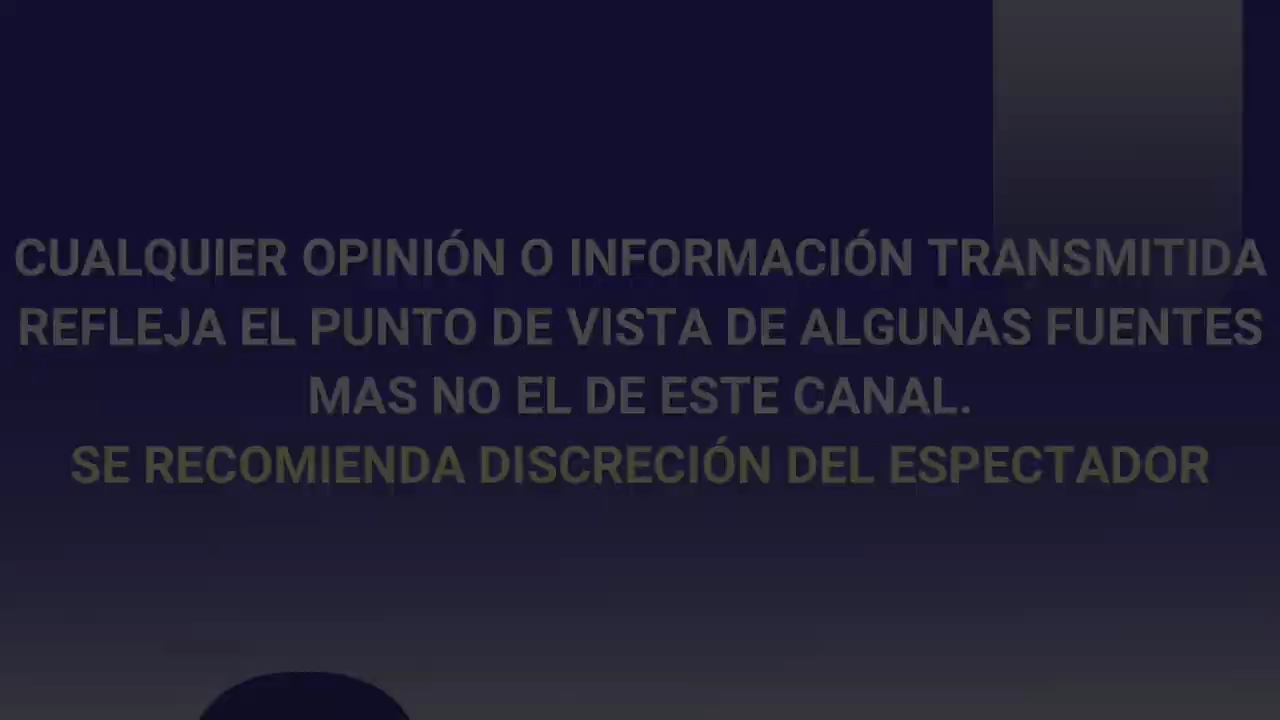 CUALQUIER OPINIÓN O INFORMACIÓN TRANSMITIDA
REFLEJA EL PUNTO DE VISTA DE ALGUNAS FUENTES
MAS NO EL DE ESTE CANAL.
SE RECOMIENDA DISCRECIÓN DEL ESPECTADOR